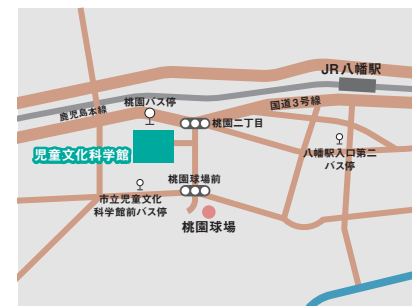 JR八幡駅
鹿児島本線
桃園バス停
国道3号線
桃園二丁目
児童文化科学館
八幡駅入口第二
バス停
桃園球場前
市立児童文化
科学館前バス停
桃園球場